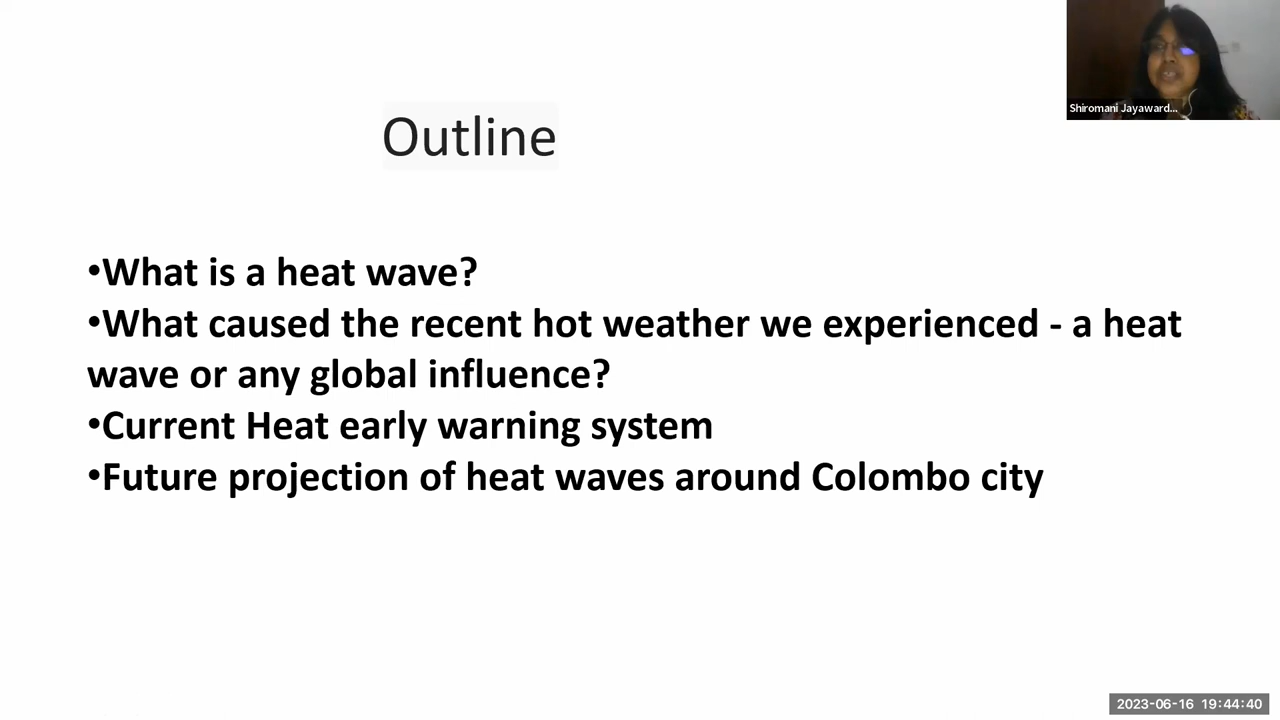 Shiromani Jayaward...
Outline
•What is a heat wave?
•What caused the recent hot weather we experienced - a heat
wave or any global influence?
•Current Heat early warning system
•Future projection of heat waves around Colombo city
2023-06-16 19:44:40